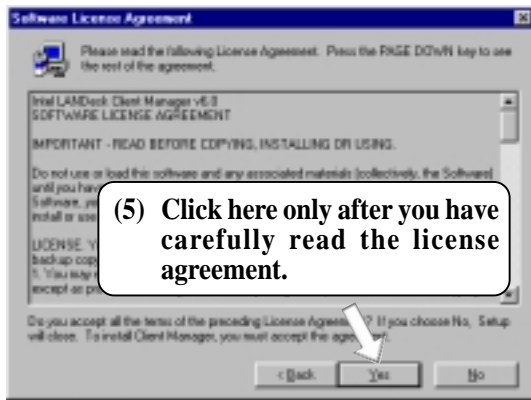 Software License Agreement
Please read the following License Agreement. Press the PAGE DOWN key to see
the rest of the agreement.
Intel LANDesk Client Manager v6.0
SOFTWARE LICENSE AGREEMENT
IMPORTANT - READ BEFORE COPYING, INSTALLING OR USING.
Do not use or load this software and any associated materials (collectively, the Software)
until you have
Software, yo
install or use
(5) Click here only after you have
carefully read the license
agreement.
LICENSE. Y
backup copy
1. You may
except as pr
Do you accept all the terms of the preceding License Agreem ? If you choose No, Setup
will close. To install Client Manager, you must accept this agre nt.
< Back
Yes
No